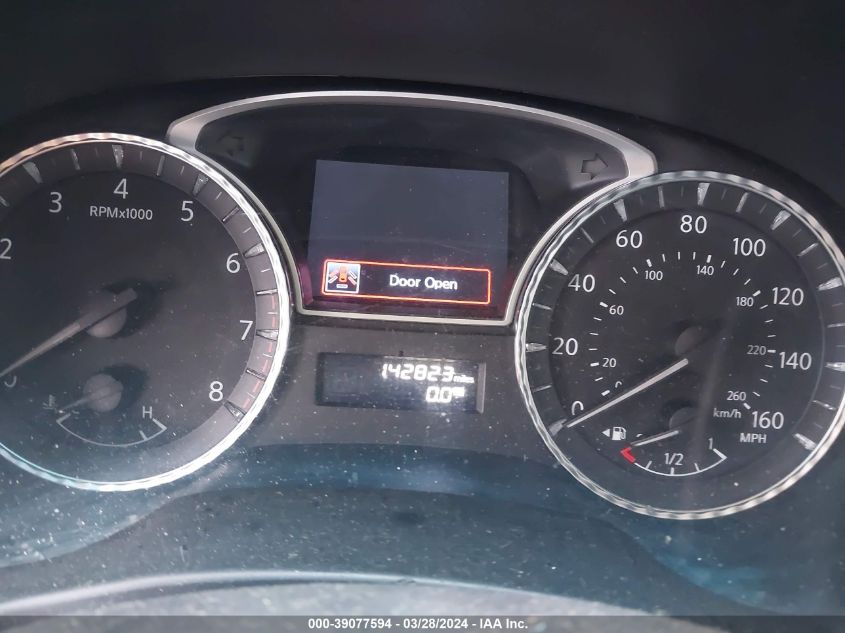 2 3 4 5 6 7 8
RPMx1000
H
Door Open
142823 miles
0.0
0 20 40 60 80 100 120 140 160
MPH
20 60 100 140 180 220 260
km/h
1/2 1
000-39077594 - 03/28/2024 - IAA Inc.